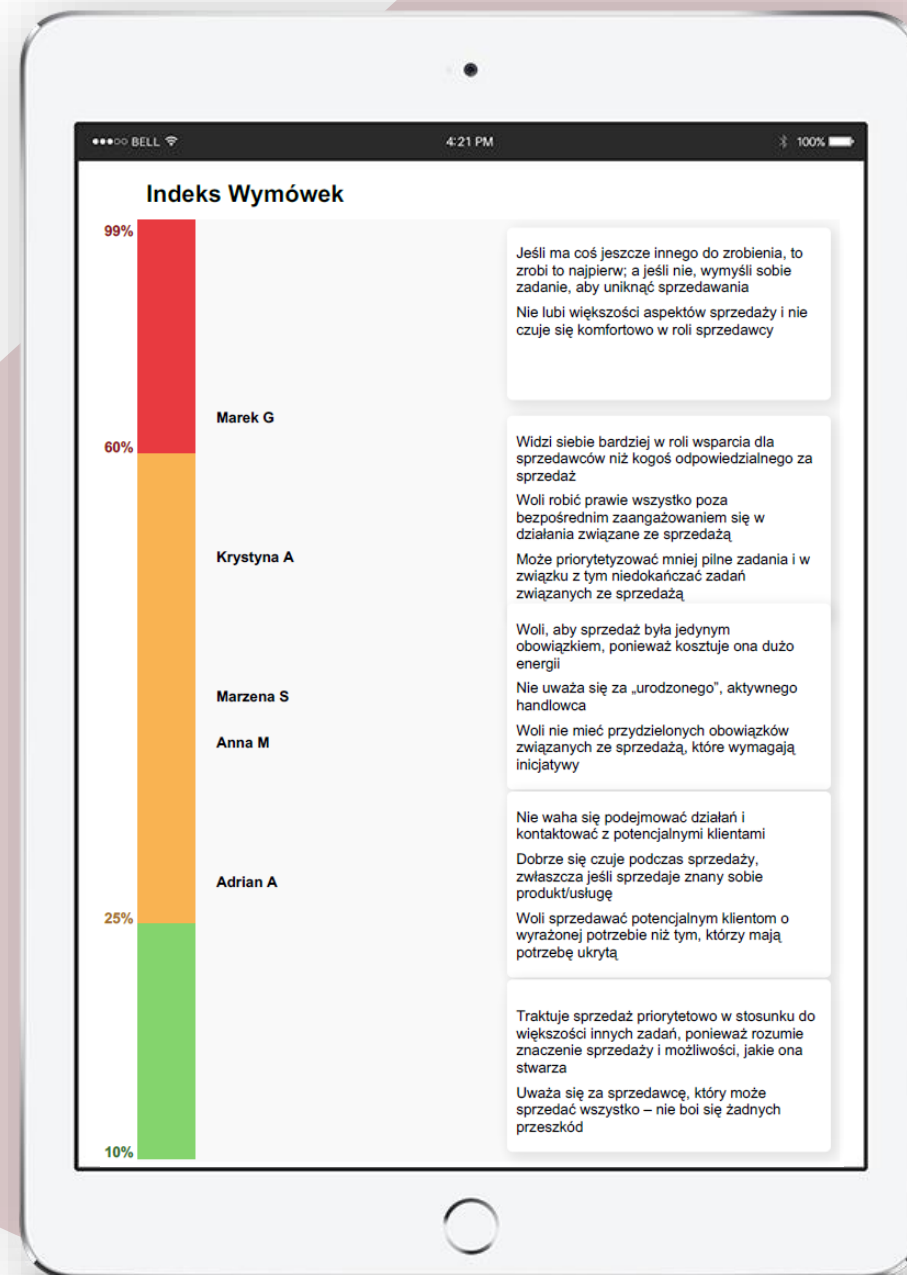 BELL
4:21 PM
100%
Indeks Wymówek
99%
Jeśli ma coś jeszcze innego do zrobienia, to
zrobi to najpierw; a jeśli nie, wymyśli sobie
zadanie, aby uniknąć sprzedawania
Nie lubi większości aspektów sprzedaży i nie
czuje się komfortowo w roli sprzedawcy
Marek G
60%
Widzi siebie bardziej w roli wsparcia dla
sprzedawców niż kogoś odpowiedzialnego za
sprzedaż
Woli robić prawie wszystko poza
bezpośrednim zaangażowaniem się w
działania związane ze sprzedażą
Krystyna A
Może priorytetyzować mniej pilne zadania i w
związku z tym niedokańczać zadań
związanych ze sprzedażą
Woli, aby sprzedaż była jedynym
obowiązkiem, ponieważ kosztuje ona dużo
energii
Marzena S
Nie uważa się za „urodzonego”, aktywnego
handlowca
Anna M
Woli nie mieć przydzielonych obowiązków
związanych ze sprzedażą, które wymagają
inicjatywy
Nie waha się podejmować działań i
kontaktować z potencjalnymi klientami
Dobrze się czuje podczas sprzedaży,
zwłaszcza jeśli sprzedaje znany sobie
produkt/usługę
Adrian A
25%
Woli sprzedawać potencjalnym klientom o
wyrażonej potrzebie niż tym, którzy mają
potrzebę ukrytą
Traktuje sprzedaż priorytetowo w stosunku do
większości innych zadań, ponieważ rozumie
znaczenie sprzedaży i możliwości, jakie ona
stwarza
Uważa się za sprzedawcę, który może
sprzedać wszystko – nie boi się żadnych
przeszkód
10%